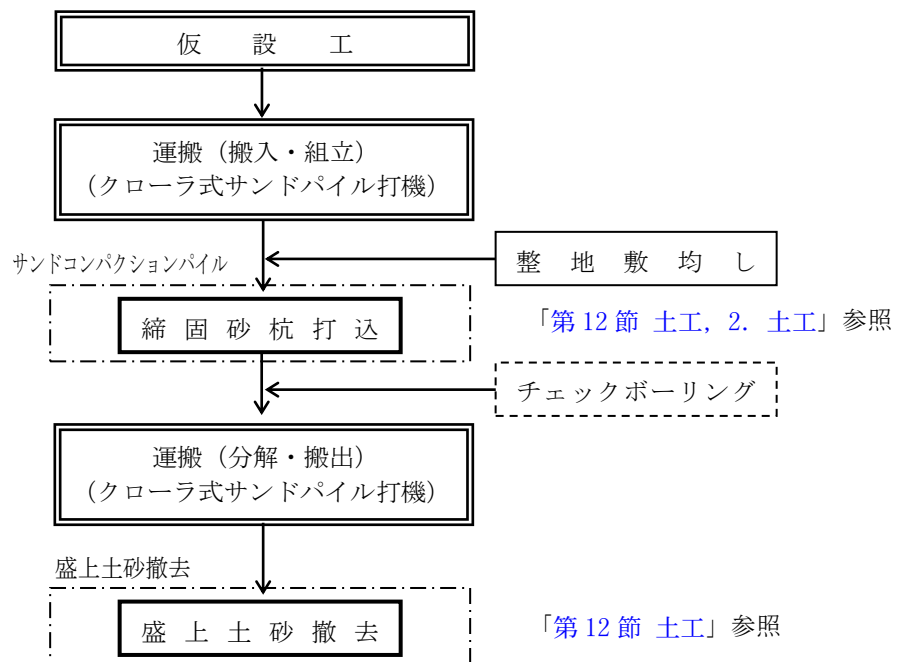 仮設工
運搬（搬入・組立）
（クローラ式サンドパイル打機）
サンドコンパクションパイル
整地敷均し
締固砂杭打込
「第12節 土工，2．土工」参照
チェックボーリング
運搬（分解・搬出）
（クローラ式サンドパイル打機）
盛上土砂撤去
盛上土砂撤去
「第12節 土工」参照